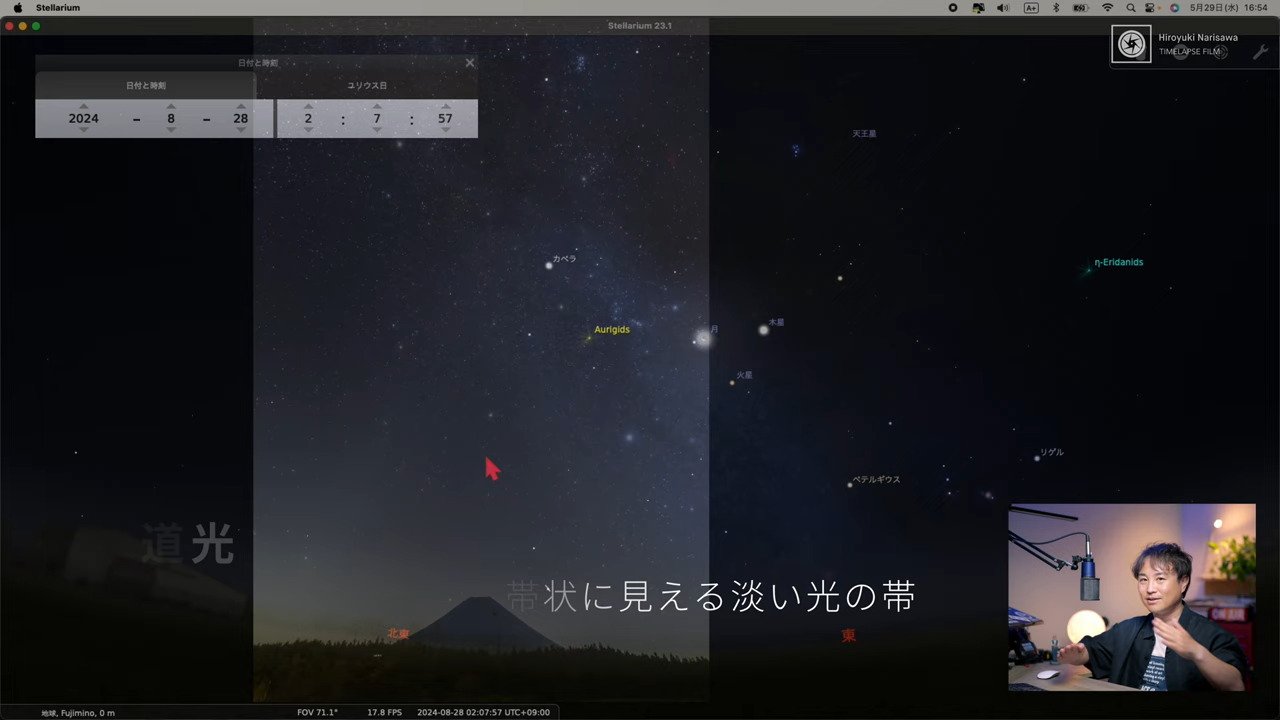 Stellarium
5月29日(水) 16:54
Stellarium 23.1
Hiroyuki Narisawa
TIMELAPSE FILM
日付と時刻
日付と時刻
ユリウス日
2024 - 8 - 28
2 : 7 : 57
天王星
カペラ
η-Eridanids
Aurigids
月
木星
火星
リゲル
ベテルギウス
道光
帯状に見える淡い光の帯
北東
東
地球, Fujimino, 0 m
FOV 71.1°
17.8 FPS
2024-08-28 02:07:57 UTC+09:00